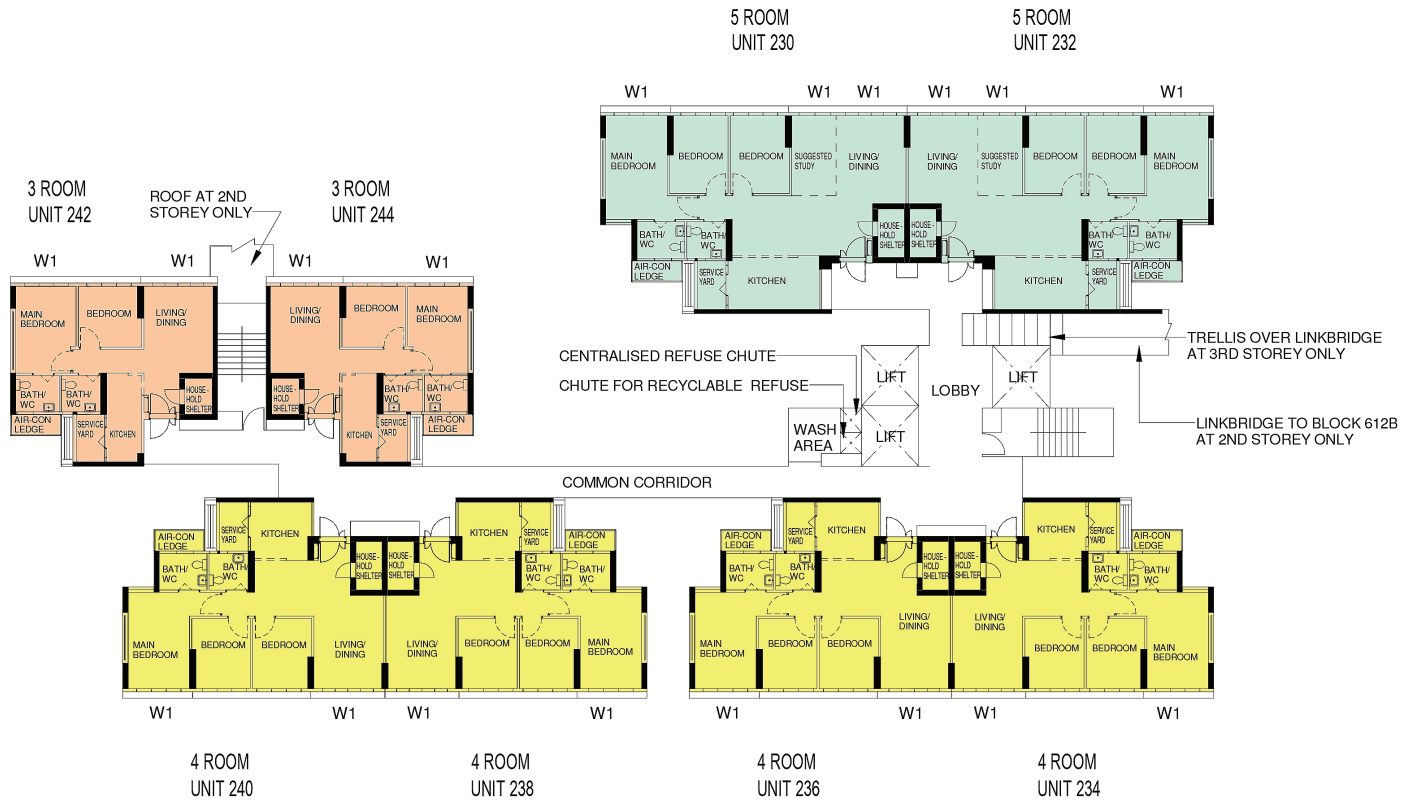 5 ROOM
UNIT 230
5 ROOM
UNIT 232
W1
W1
W1
W1
W1
W1
MAIN
BEDROOM
BEDROOM
BEDROOM
SUGGESTED
STUDY
LIVING/
DINING
LIVING/
DINING
SUGGESTED
STUDY
BEDROOM
BEDROOM
MAIN
BEDROOM
BATH/
WC
BATH/
WC
HOUSE-
HOLD
SHELTER
HOUSE-
HOLD
SHELTER
BATH/
WC
BATH/
WC
AIR-CON
LEDGE
SERVICE
YARD
KITCHEN
KITCHEN
SERVICE
YARD
AIR-CON
LEDGE
3 ROOM
UNIT 242
ROOF AT 2ND
STOREY ONLY
3 ROOM
UNIT 244
W1
W1
W1
W1
MAIN
BEDROOM
BEDROOM
LIVING/
DINING
LIVING/
DINING
BEDROOM
MAIN
BEDROOM
BATH/
WC
BATH/
WC
HOUSE-
HOLD
SHELTER
HOUSE-
HOLD
SHELTER
BATH/
WC
BATH/
WC
AIR-CON
LEDGE
SERVICE
YARD
KITCHEN
KITCHEN
SERVICE
YARD
AIR-CON
LEDGE
TRELLIS OVER LINKBRIDGE
AT 3RD STOREY ONLY
CENTRALISED REFUSE CHUTE
CHUTE FOR RECYCLABLE REFUSE
LIFT
LOBBY
LIFT
WASH
AREA
LIFT
LINKBRIDGE TO BLOCK 612B
AT 2ND STOREY ONLY
COMMON CORRIDOR
AIR-CON
LEDGE
SERVICE
YARD
KITCHEN
KITCHEN
SERVICE
YARD
AIR-CON
LEDGE
AIR-CON
LEDGE
SERVICE
YARD
KITCHEN
KITCHEN
SERVICE
YARD
AIR-CON
LEDGE
BATH/
WC
BATH/
WC
HOUSE-
HOLD
SHELTER
HOUSE-
HOLD
SHELTER
BATH/
WC
BATH/
WC
BATH/
WC
BATH/
WC
HOUSE-
HOLD
SHELTER
HOUSE-
HOLD
SHELTER
BATH/
WC
BATH/
WC
MAIN
BEDROOM
BEDROOM
BEDROOM
LIVING/
DINING
LIVING/
DINING
BEDROOM
BEDROOM
MAIN
BEDROOM
MAIN
BEDROOM
BEDROOM
BEDROOM
LIVING/
DINING
LIVING/
DINING
BEDROOM
BEDROOM
MAIN
BEDROOM
W1
W1
W1
W1
W1
W1
W1
W1
4 ROOM
UNIT 240
4 ROOM
UNIT 238
4 ROOM
UNIT 236
4 ROOM
UNIT 234